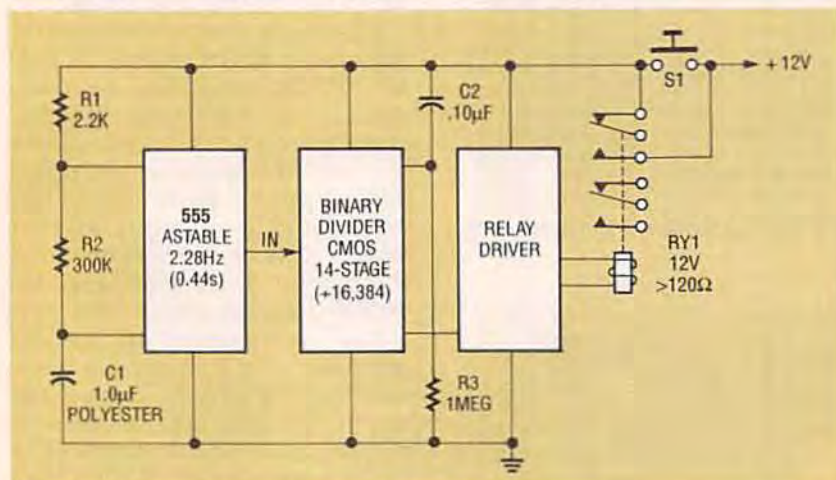 R1
2.2K
R2
300K
C1
1.0µF
POLYESTER
555
ASTABLE
2.28Hz
(0.44s)
IN
BINARY
DIVIDER
CMOS
14-STAGE
(+16,384)
C2
.10µF
R3
1MEG
RELAY
DRIVER
S1
+ 12V
RY1
12V
>120Ω